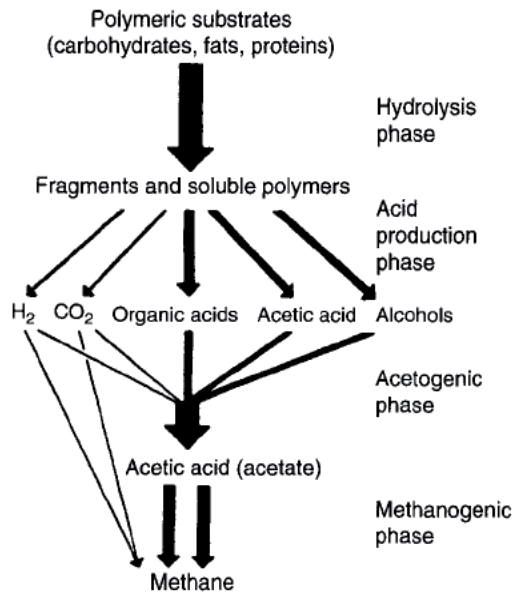 Polymeric substrates
(carbohydrates, fats, proteins)
Hydrolysis
phase
Fragments and soluble polymers
Acid
production
phase
H₂ CO₂ Organic acids Acetic acid Alcohols
Acetogenic
phase
Acetic acid (acetate)
Methanogenic
phase
Methane